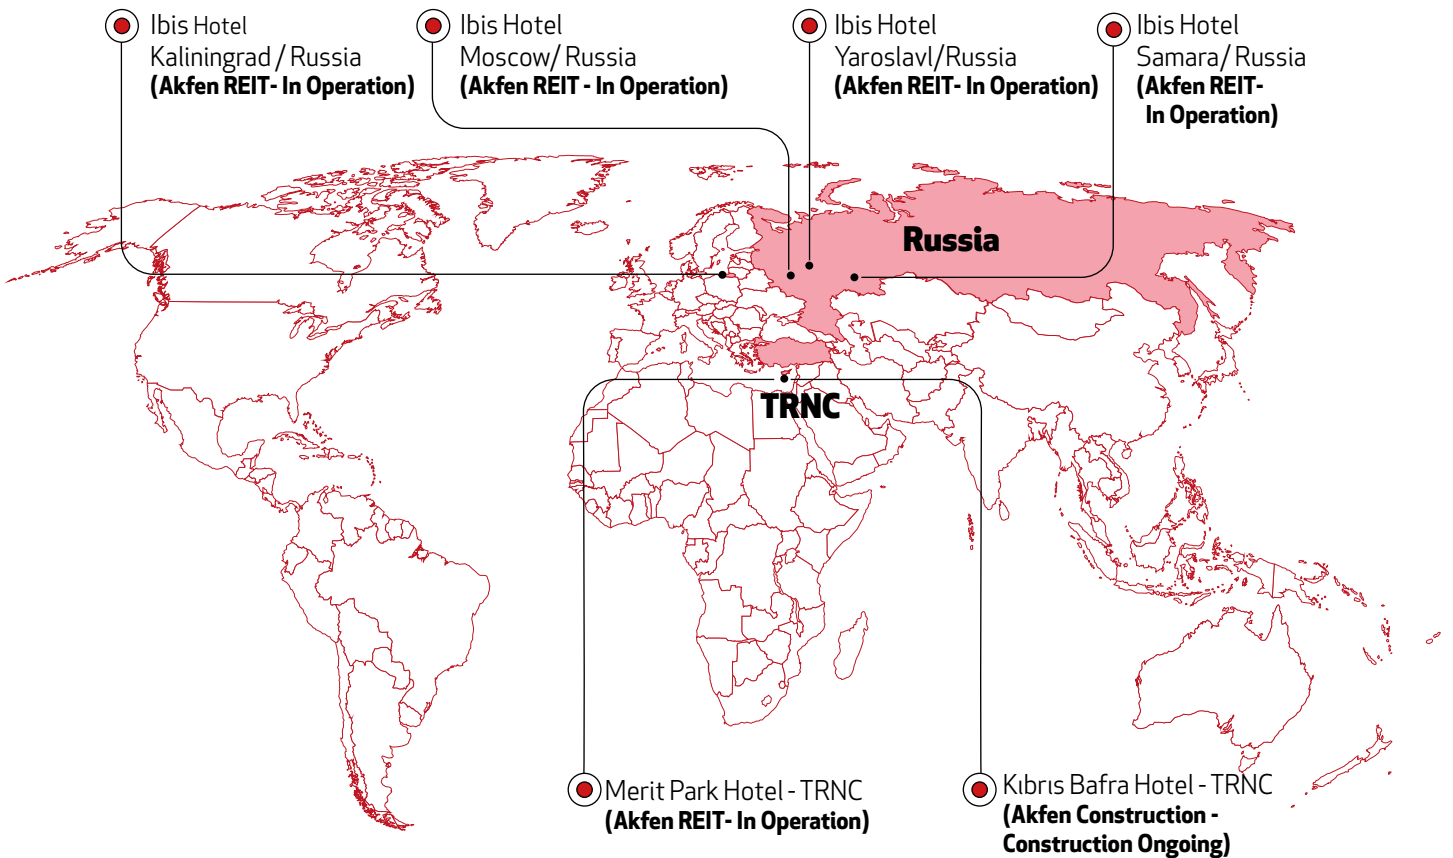 Ibis Hotel
Kaliningrad / Russia
(Akfen REIT- In Operation)
Ibis Hotel
Moscow/ Russia
(Akfen REIT - In Operation)
Ibis Hotel
Yaroslavl/Russia
(Akfen REIT- In Operation)
Ibis Hotel
Samara/ Russia
(Akfen REIT-
In Operation)
Russia
TRNC
Merit Park Hotel - TRNC
(Akfen REIT- In Operation)
Kıbrıs Bafra Hotel - TRNC
(Akfen Construction -
Construction Ongoing)